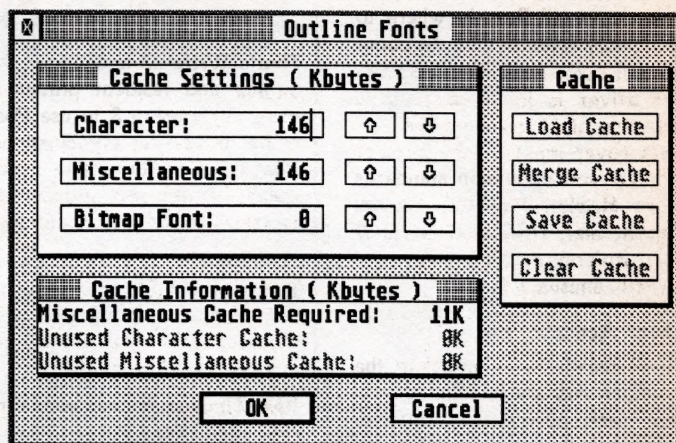 Outline Fonts
Cache Settings ( Kbytes )
Character: 146
Miscellaneous: 146
Bitmap Font: 0
Cache
Load Cache
Merge Cache
Save Cache
Clear Cache
Cache Information ( Kbytes )
Miscellaneous Cache Required: 11K
Unused Character Cache: 0K
Unused Miscellaneous Cache: 0K
OK
Cancel